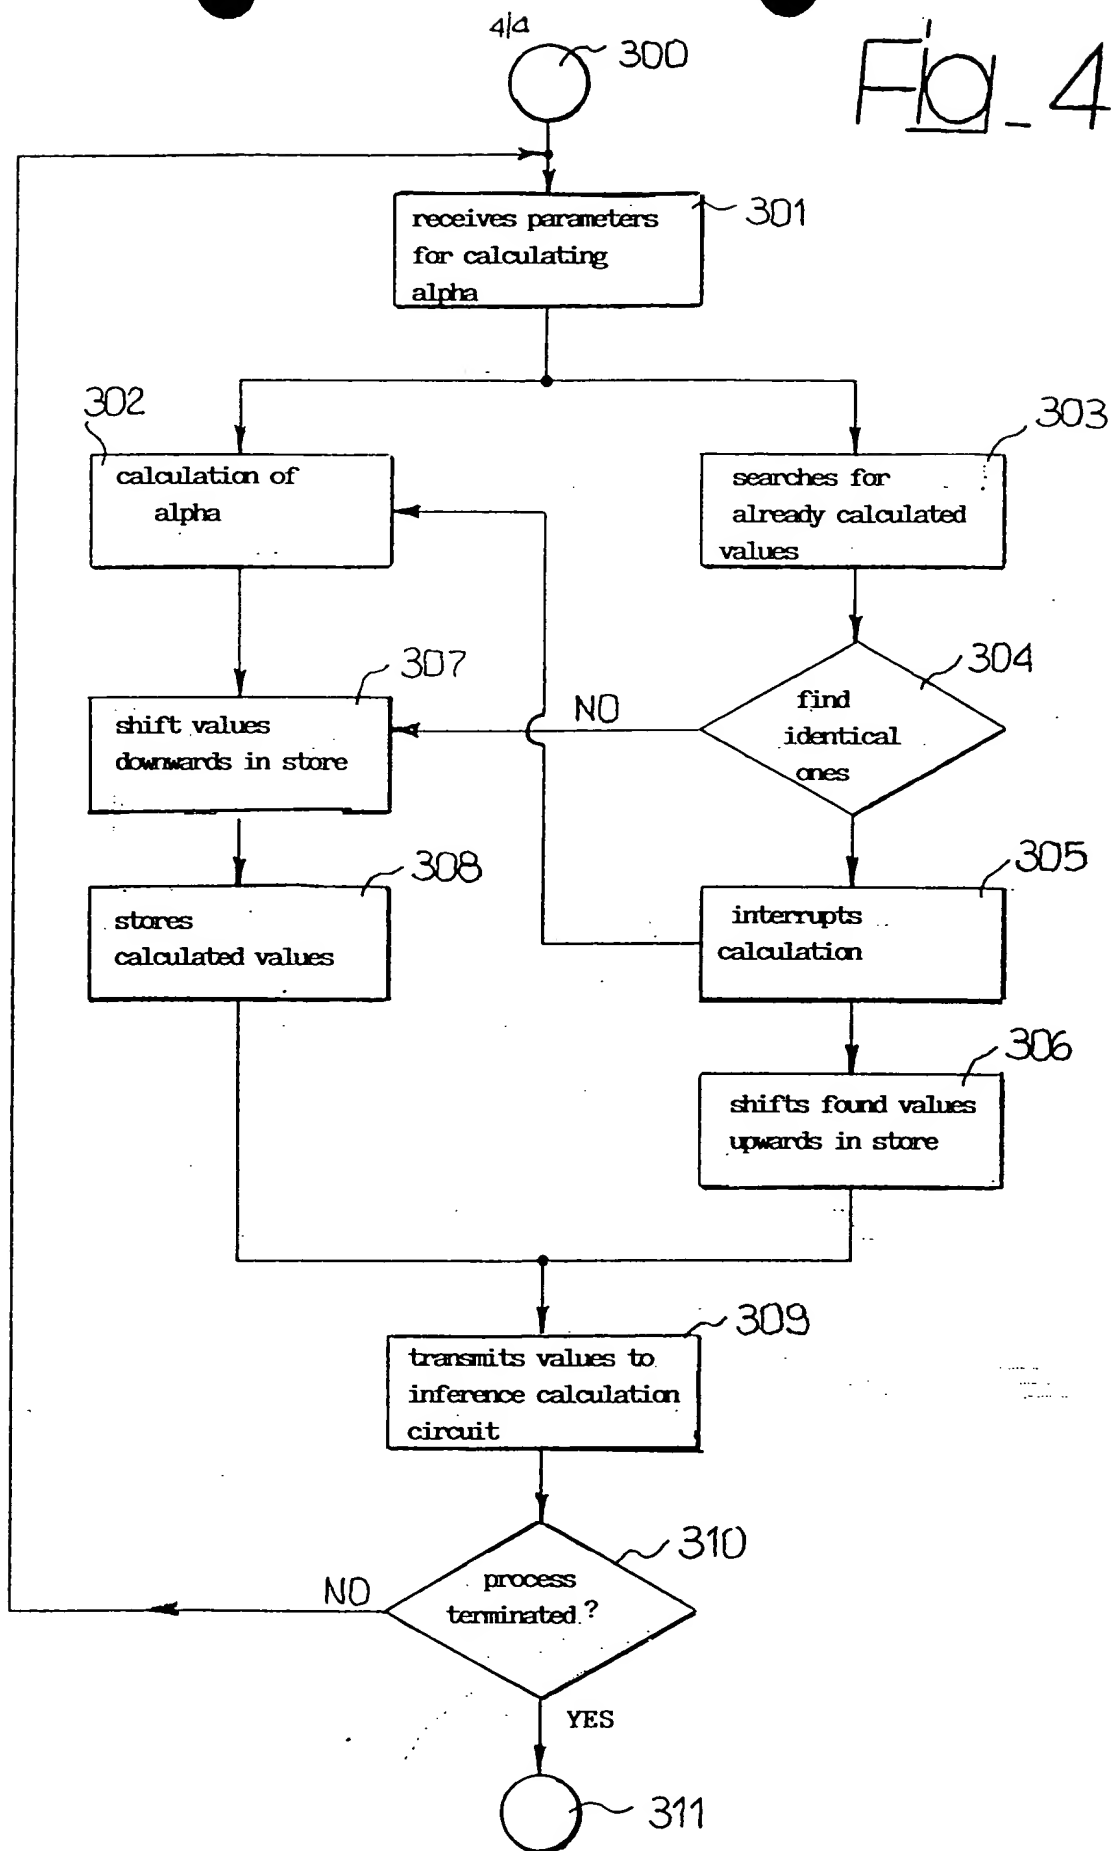 4/4
300
Fig_4
receives parameters
for calculating
alpha
301
302
303
calculation of
alpha
searches for
already calculated
values
307
304
shift values
downwards in store
NO
find
identical
ones
308
305
stores
calculated values
interrupts
calculation
306
shifts found values
upwards in store
309
transmits values to
inference calculation
circuit
310
NO
process
terminated ?
YES
311